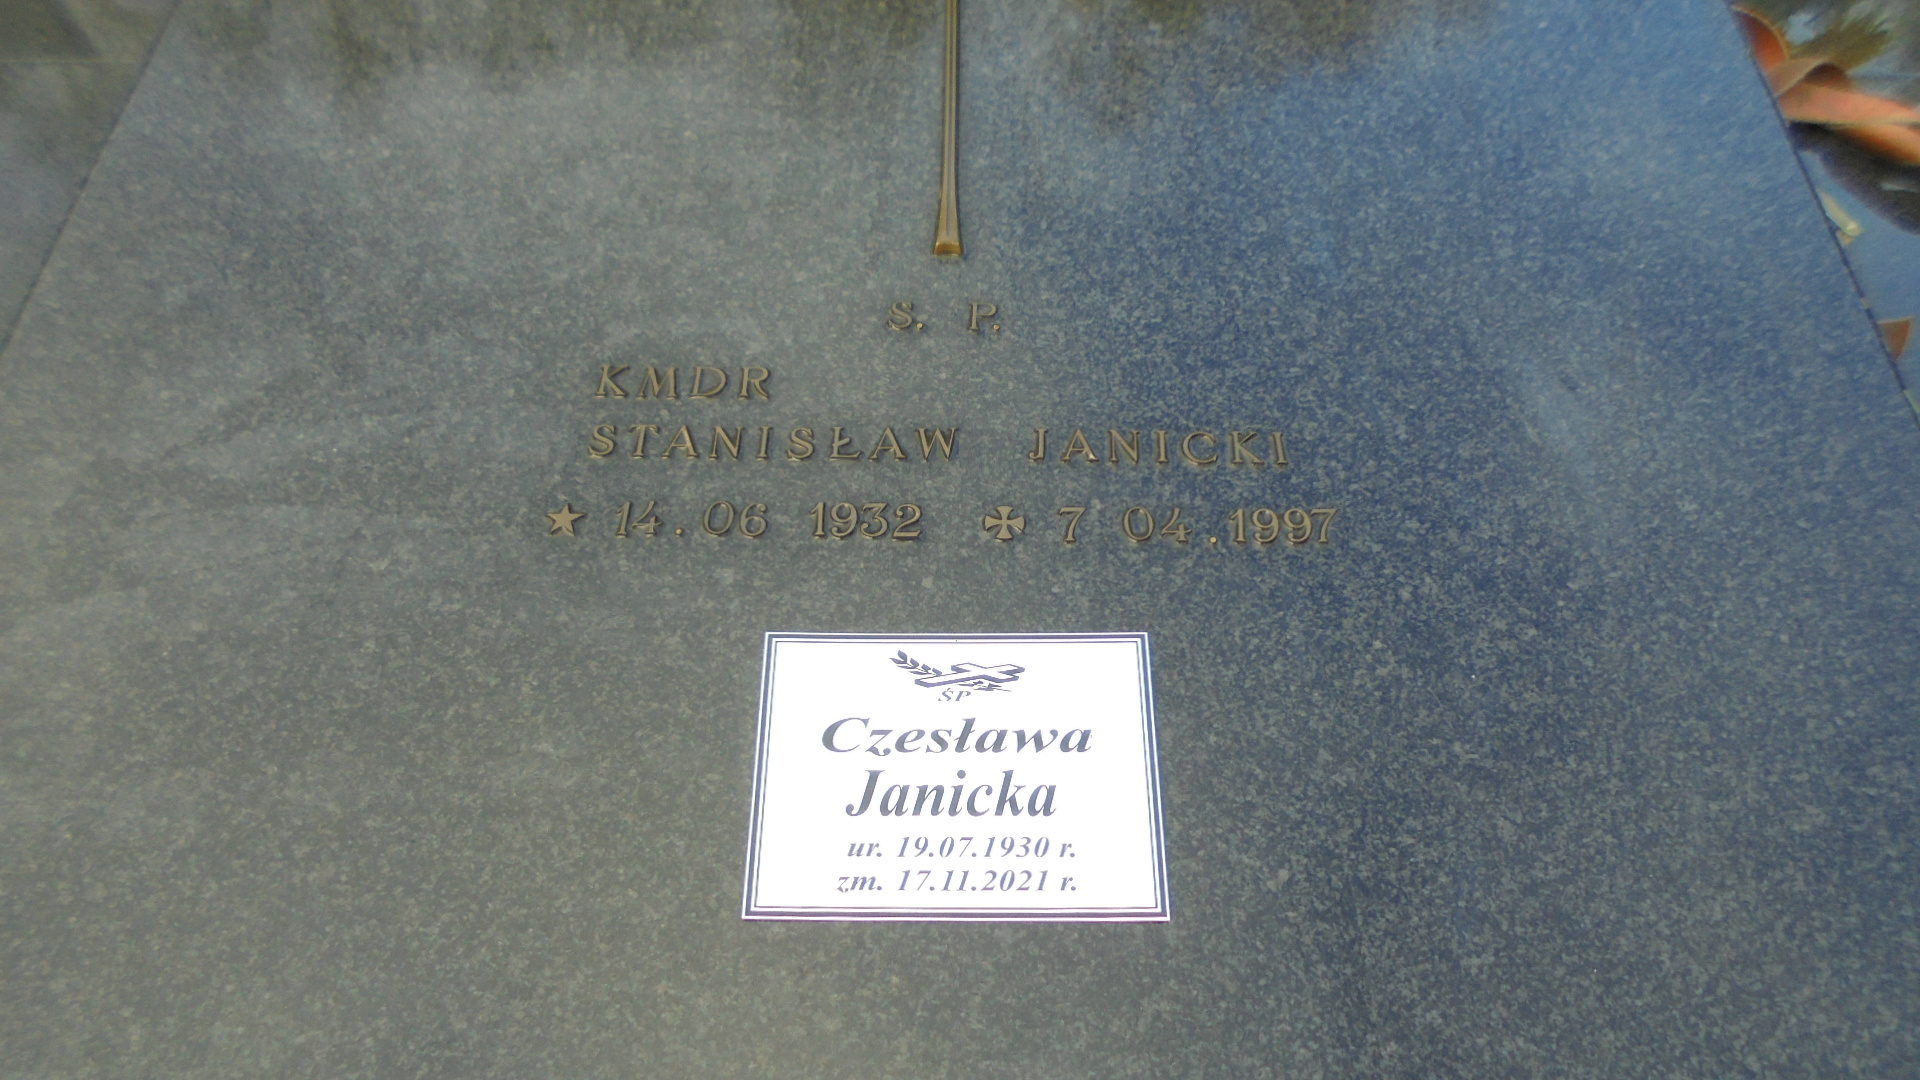 S. P.
KMDR
STANISŁAW JANICKI
★ 14.06 1932 ✠ 7 04.1997
ŚP
Czesława
Janicka
ur. 19.07.1930 r.
zm. 17.11.2021 r.